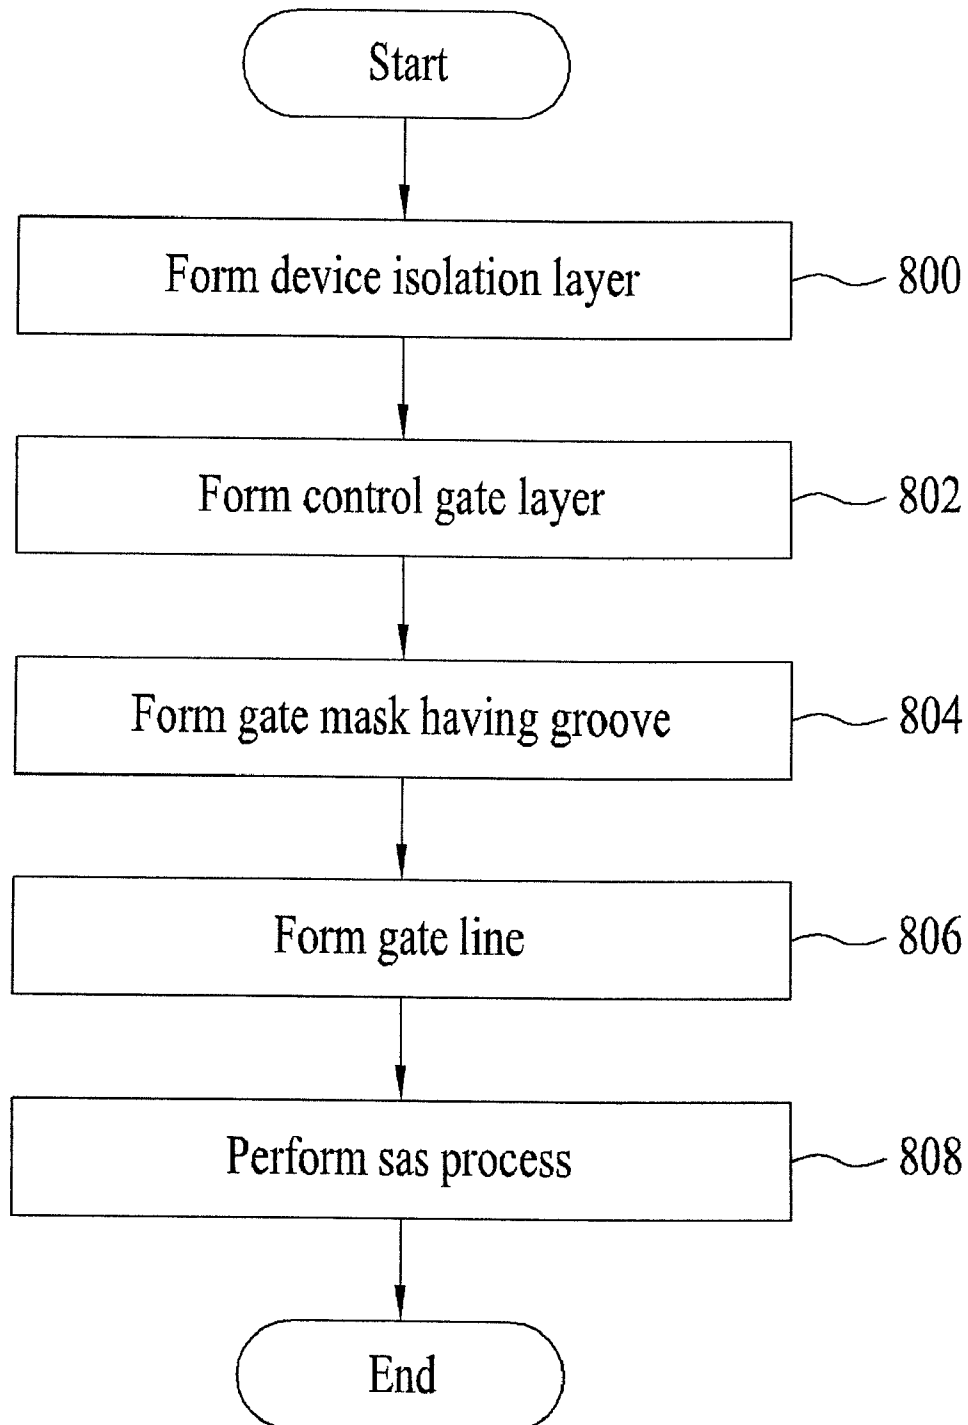 Start
Form device isolation layer
800
Form control gate layer
802
Form gate mask having groove
804
Form gate line
806
Perform sas process
808
End